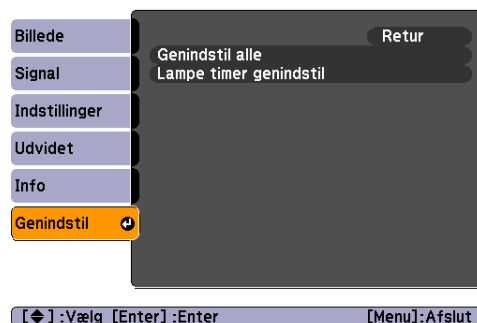 Billede
Signal
Indstillinger
Udvidet
Info
Genindstil
Retur
Genindstil alle
Lampe timer genindstil
[◆] :Vælg [Enter] :Enter [Menu]:Afslut